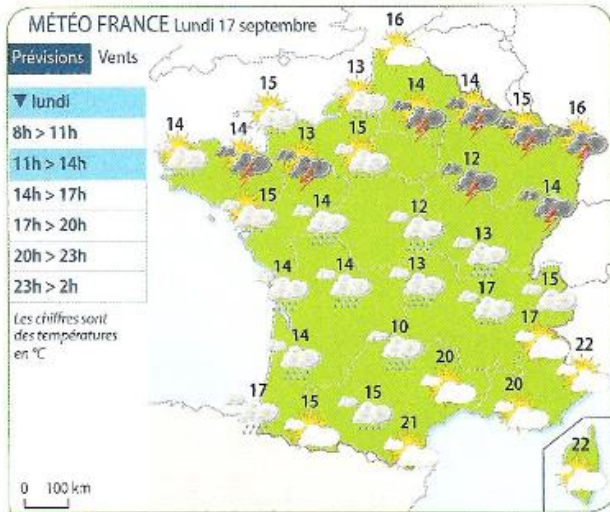 MÉTÉO FRANCE Lundi 17 septembre
Prévisions Vents
▼ lundi
8h > 11h
11h > 14h
14h > 17h
17h > 20h
20h > 23h
23h > 2h
Les chiffres sont
des températures
en °C
0 100 km
16
15 13 14 14 15 16
14 14 13 15 12 14
15 14 12 13
14 14 13 17 15
14 10 17 22
17 15 15 20 20
21 22